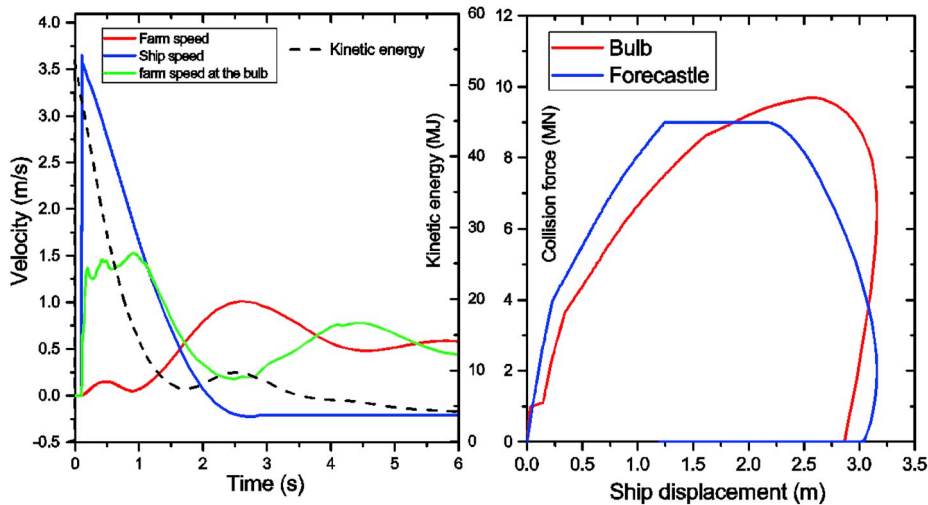 Farm speed
Ship speed
farm speed at the bulb
Kinetic energy
4.0
3.5
3.0
2.5
2.0
1.5
1.0
0.5
0.0
-0.5
Velocity (m/s)
0 1 2 3 4 5 6
Time (s)
60
50
40
30
20
10
0
Kinetic energy (MJ)
Bulb
Forecastle
12
10
8
6
4
2
0
Collision force (MN)
0.0 0.5 1.0 1.5 2.0 2.5 3.0 3.5
Ship displacement (m)